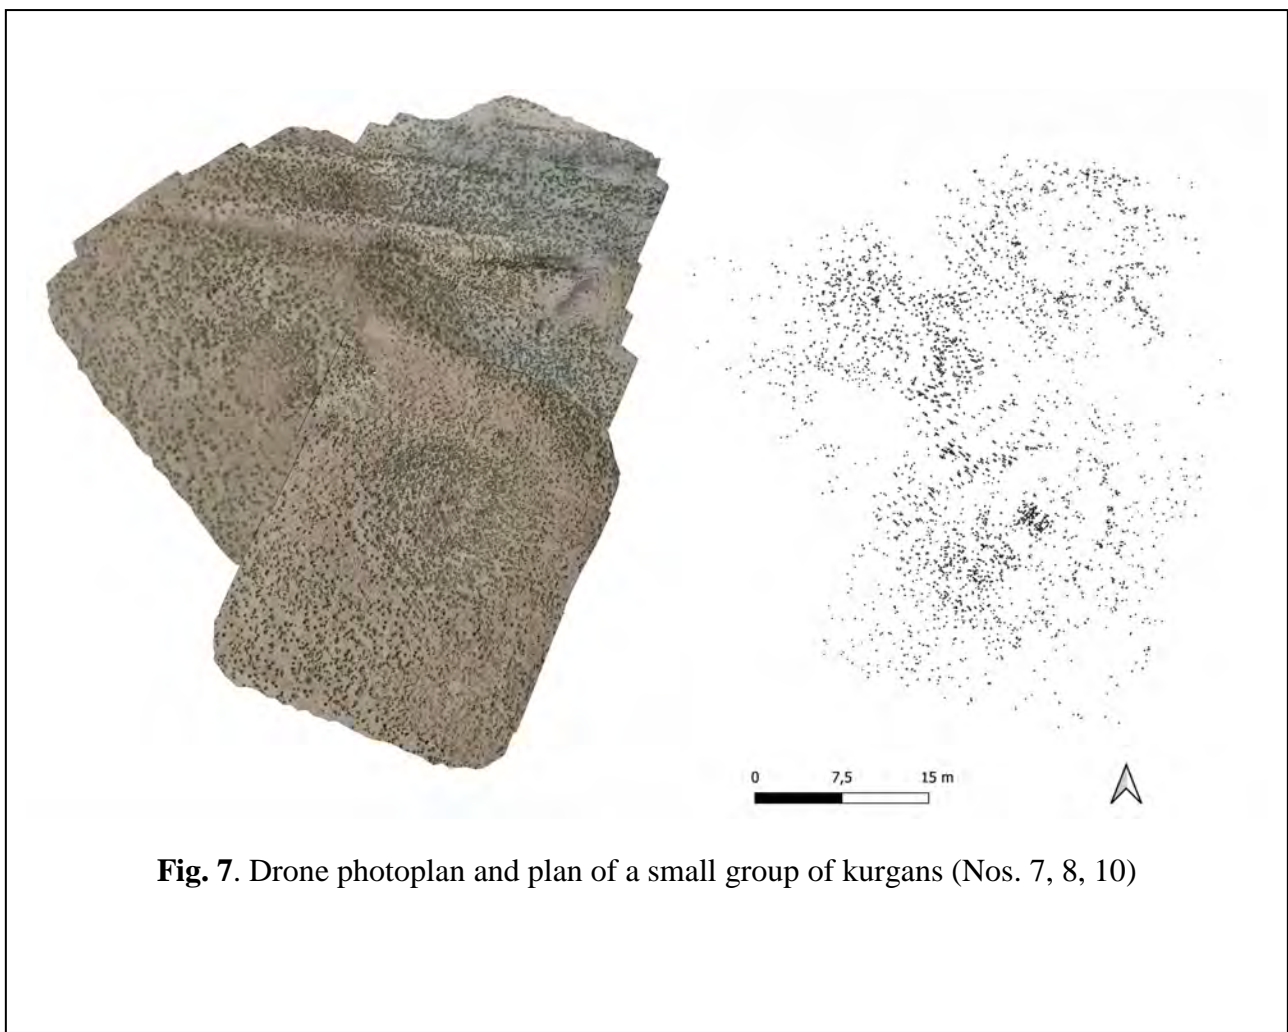 0 7,5 15 m
Fig. 7. Drone photoplan and plan of a small group of kurgans (Nos. 7, 8, 10)